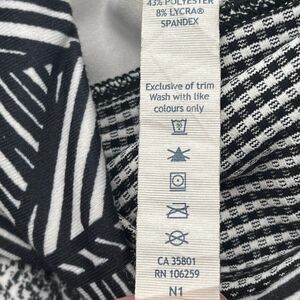 43% POLYESTER
8% LYCRA®
SPANDEX
Exclusive of trim
Wash with like
colours only
CA 35801
RN 106259
N1